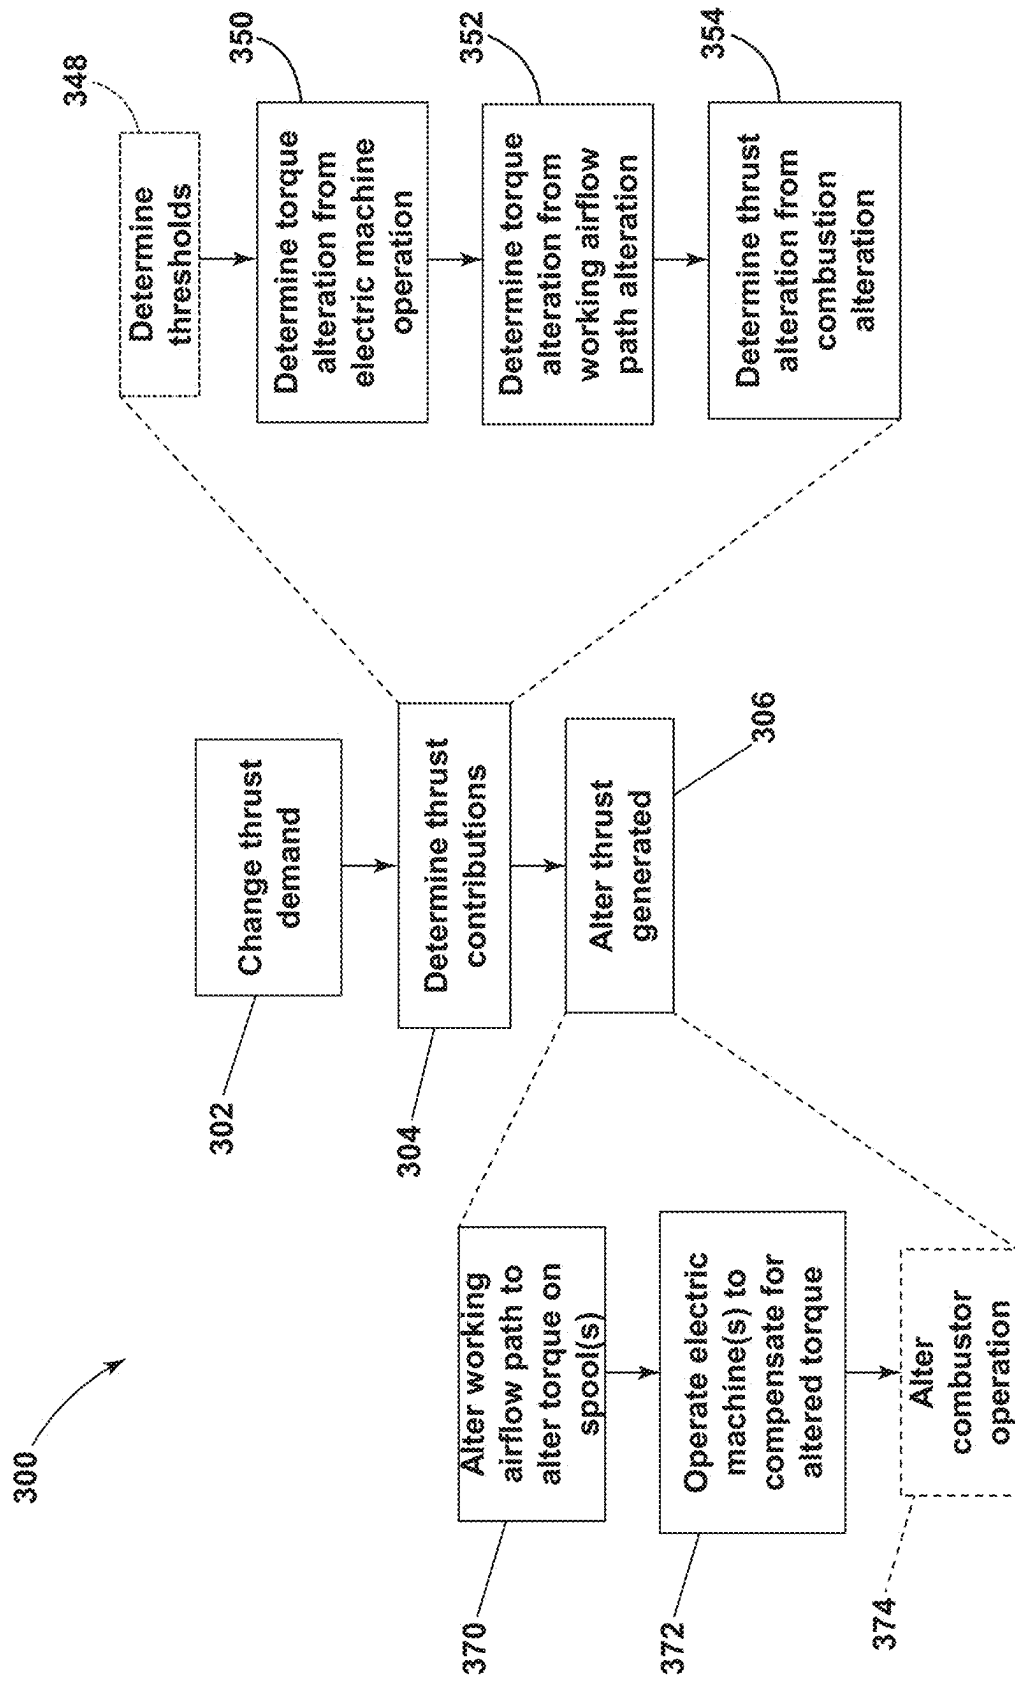 300
302
Change thrust
demand
304
Determine thrust
contributions
306
Alter thrust
generated
348
Determine
thresholds
350
Determine torque
alteration from
electric machine
operation
352
Determine torque
alteration from
working airflow
path alteration
354
Determine thrust
alteration from
combustion
alteration
370
Alter working
airflow path to
alter torque on
spool(s)
372
Operate electric
machine(s) to
compensate for
altered torque
374
Alter
combustor
operation